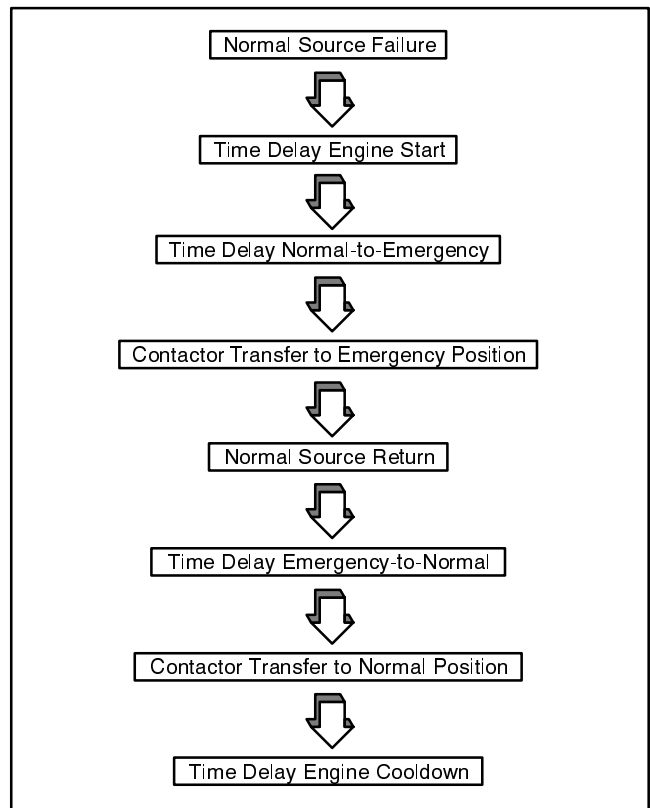 Normal Source Failure
Time Delay Engine Start
Time Delay Normal-to-Emergency
Contactor Transfer to Emergency Position
Normal Source Return
Time Delay Emergency-to-Normal
Contactor Transfer to Normal Position
Time Delay Engine Cooldown